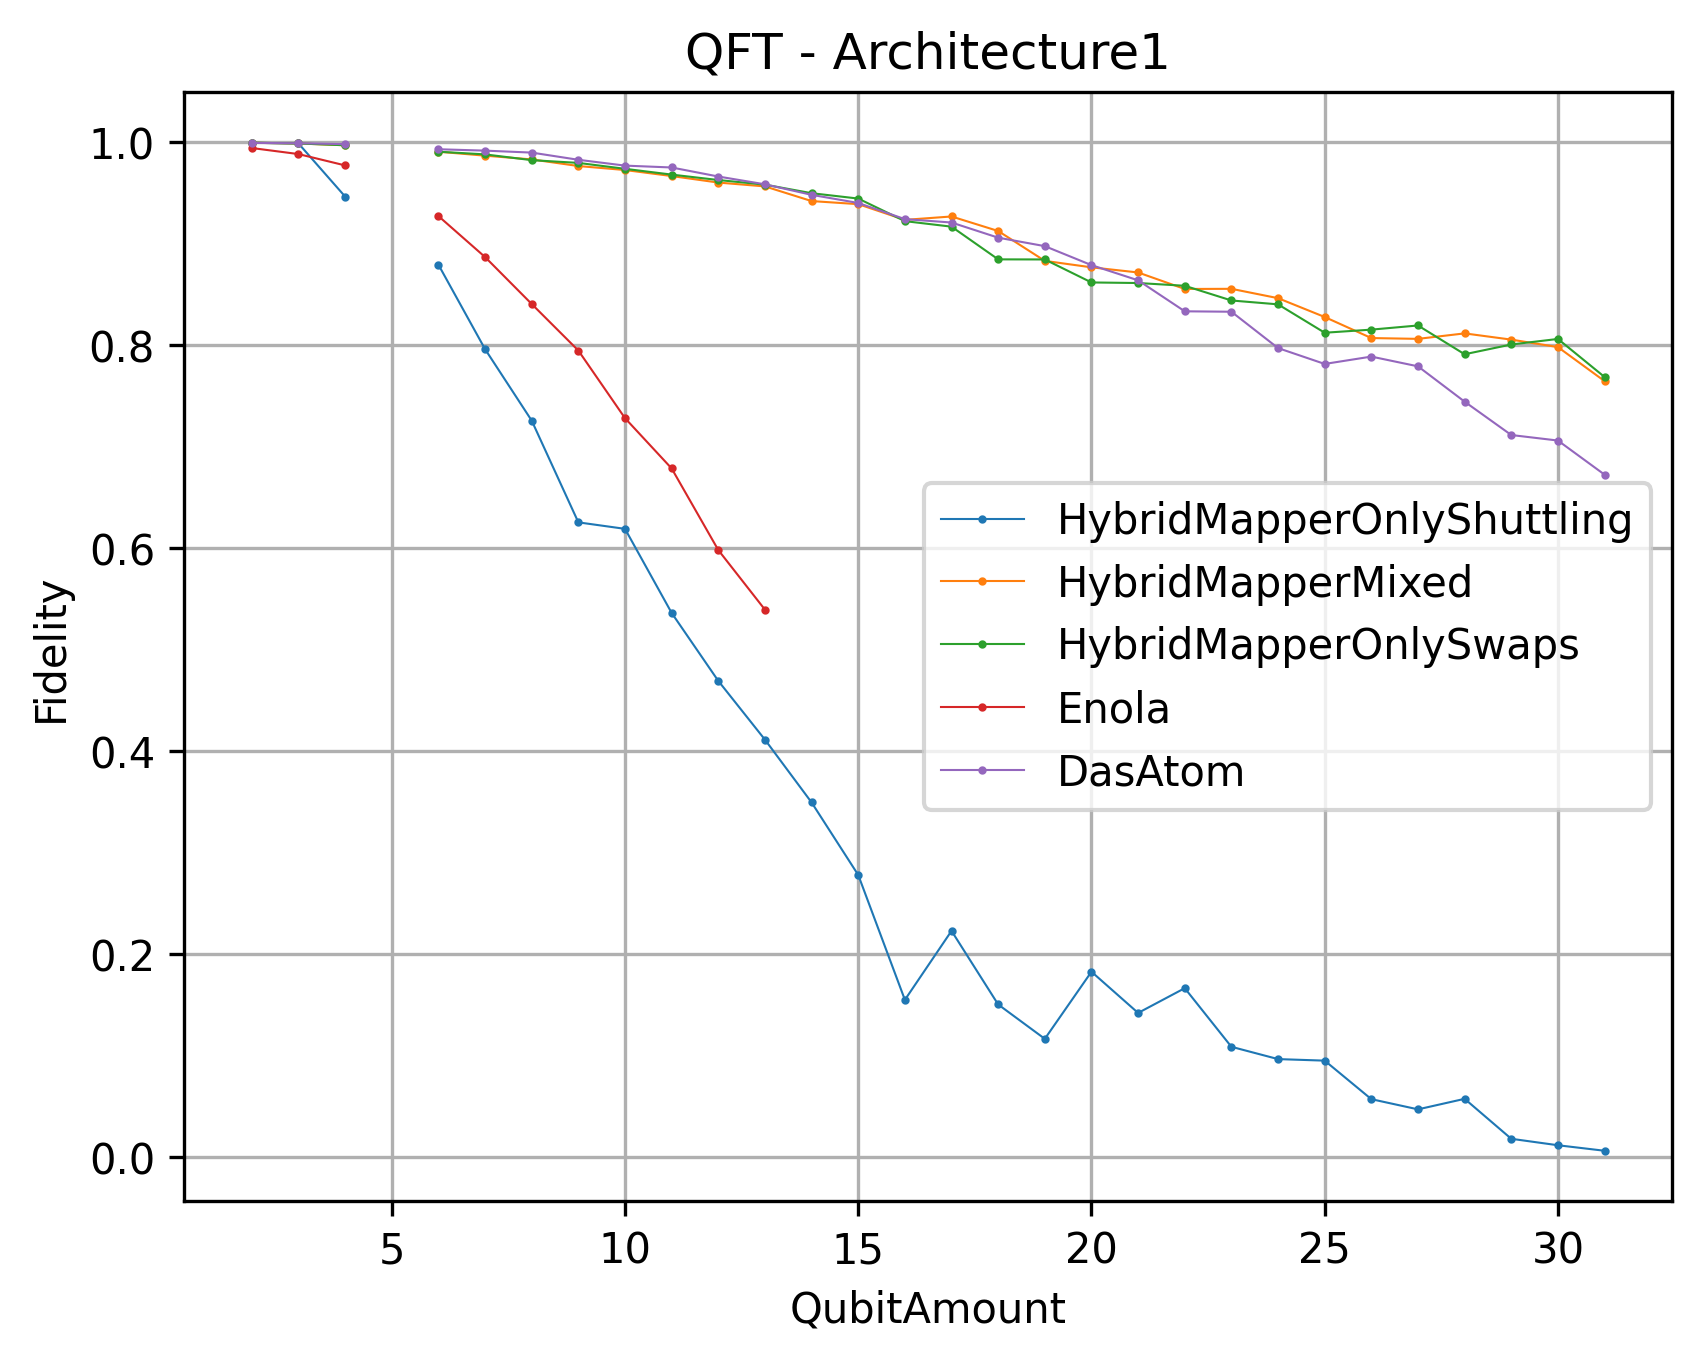 QFT - Architecture1
1.0
0.8
0.6
0.4
0.2
0.0
Fidelity
HybridMapperOnlyShuttling
HybridMapperMixed
HybridMapperOnlySwaps
Enola
DasAtom
5 10 15 20 25 30
QubitAmount